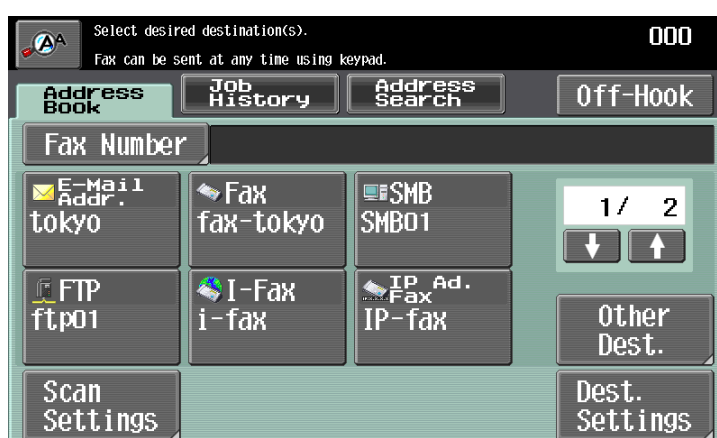 Select desired destination(s).
000
Fax can be sent at any time using keypad.
Address
Book
Job
History
Address
Search
Off-Hook
Fax Number
E-Mail
Addr.
tokyo
Fax
fax-tokyo
SMB
SMB01
1/ 2
FTP
ftp01
I-Fax
i-fax
IP Ad.
Fax
IP-fax
Other
Dest.
Scan
Settings
Dest.
Settings